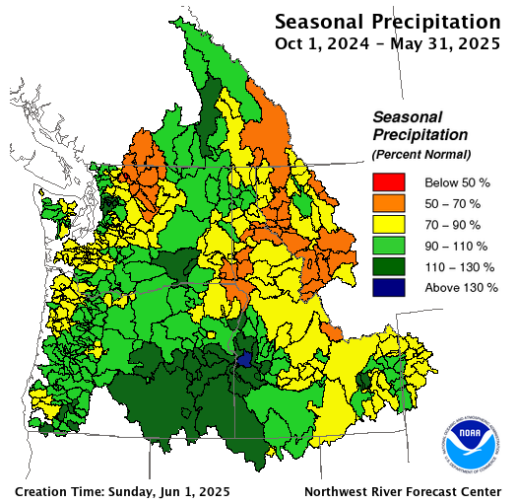 Seasonal Precipitation
Oct 1, 2024 – May 31, 2025
Seasonal
Precipitation
(Percent Normal)
Below 50 %
50 – 70 %
70 – 90 %
90 – 110 %
110 – 130 %
Above 130 %
NOAA
Creation Time: Sunday, Jun 1, 2025
Northwest River Forecast Center